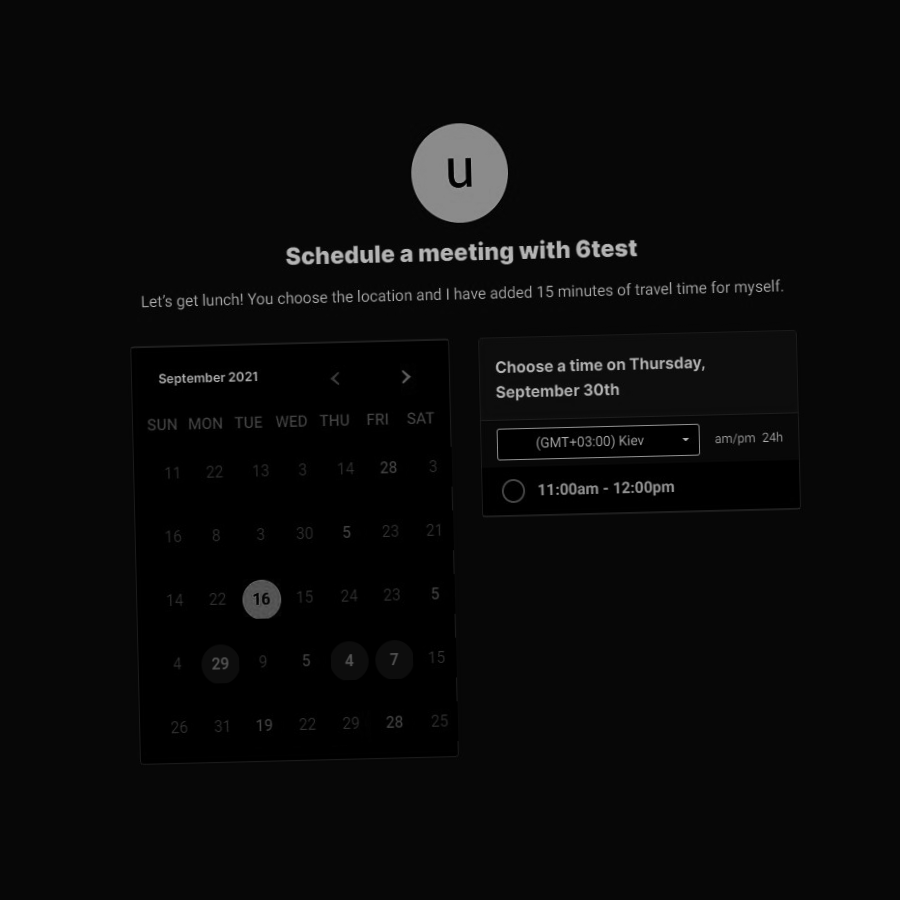 u
Schedule a meeting with 6test
Let's get lunch! You choose the location and I have added 15 minutes of travel time for myself.
September 2021
SUN MON TUE WED THU FRI SAT
11 22 13 3 14 28 3
16 8 3 30 5 23 21
14 22 16 15 24 23 5
4 29 9 5 4 7 15
26 31 19 22 29 28 25
Choose a time on Thursday,
September 30th
(GMT+03:00) Kiev am/pm 24h
11:00am - 12:00pm